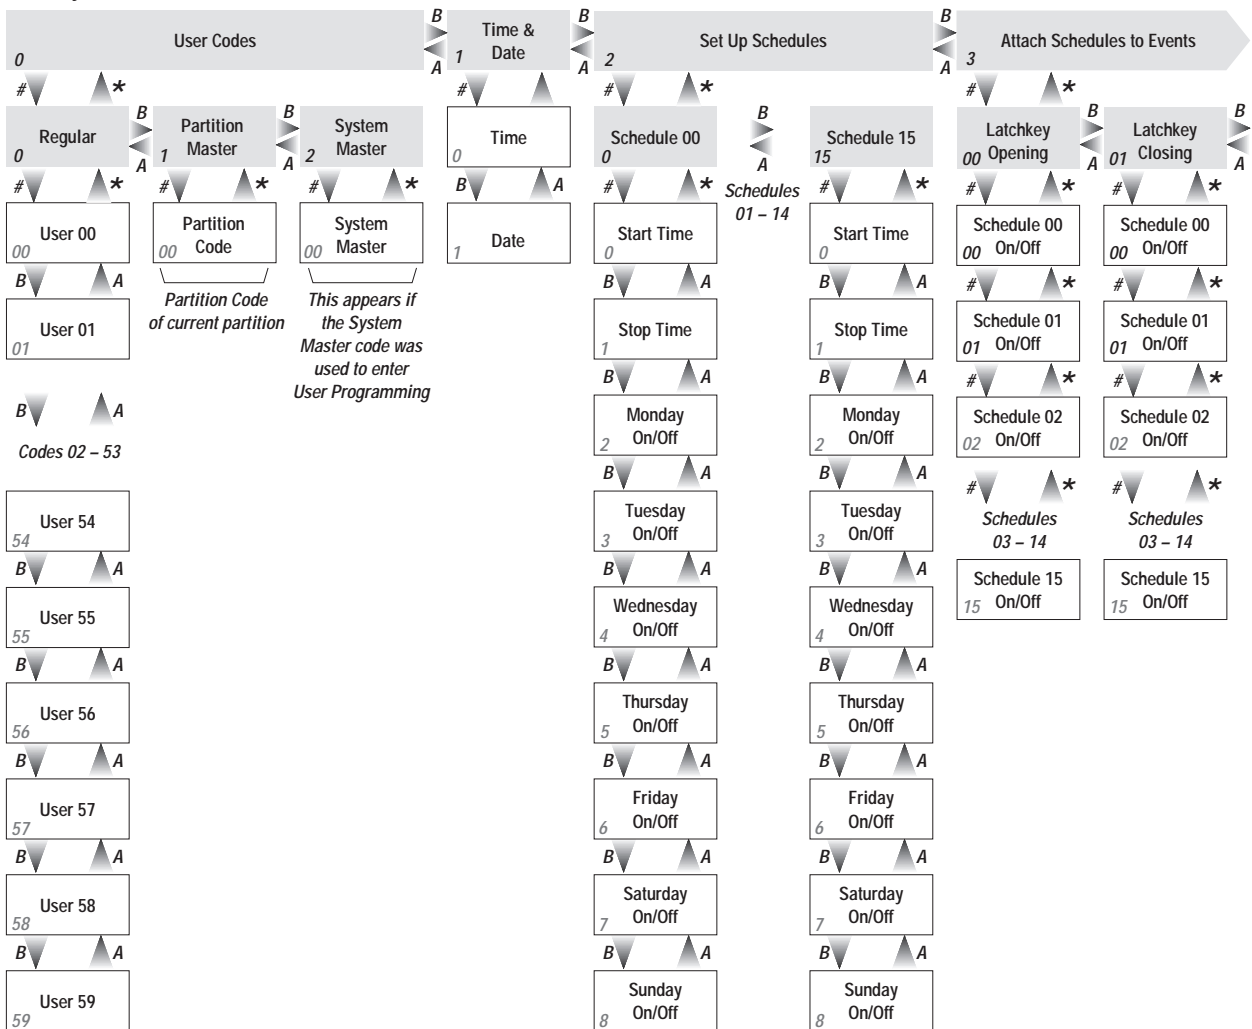 B B B
User Codes Time & Date Set Up Schedules Attach Schedules to Events
0 A 1 A 2 A 3
# * # # * # *
B B B B B
Regular Partition Master System Master Time Schedule 00 Schedule 15 Latchkey Opening Latchkey Closing
0 A 1 A 2 0 0 A 15 00 A 01 A
# * # * # * B A # * Schedules 01 – 14 # * # * # *
User 00 Partition Code System Master Date Start Time Start Time Schedule 00 On/Off Schedule 00 On/Off
00 00 00 1 0 0 00 00
B A B A B A # * # *
Partition Code of current partition
This appears if the System Master code was used to enter User Programming
User 01 Stop Time Stop Time Schedule 01 On/Off Schedule 01 On/Off
01 1 1 01 01
B A B A # * # *
B A
Codes 02 – 53
Monday On/Off Monday On/Off Schedule 02 On/Off Schedule 02 On/Off
2 2 02 02
B A B A # * # *
User 54 Tuesday On/Off Tuesday On/Off Schedules 03 – 14 Schedules 03 – 14
54 3 3
B A B A B A
User 55 Wednesday On/Off Wednesday On/Off Schedule 15 On/Off Schedule 15 On/Off
55 4 4 15 15
B A B A B A
User 56 Thursday On/Off Thursday On/Off
56 5 5
B A B A B A
User 57 Friday On/Off Friday On/Off
57 6 6
B A B A B A
User 58 Saturday On/Off Saturday On/Off
58 7 7
B A B A B A
User 59 Sunday On/Off Sunday On/Off
59 8 8